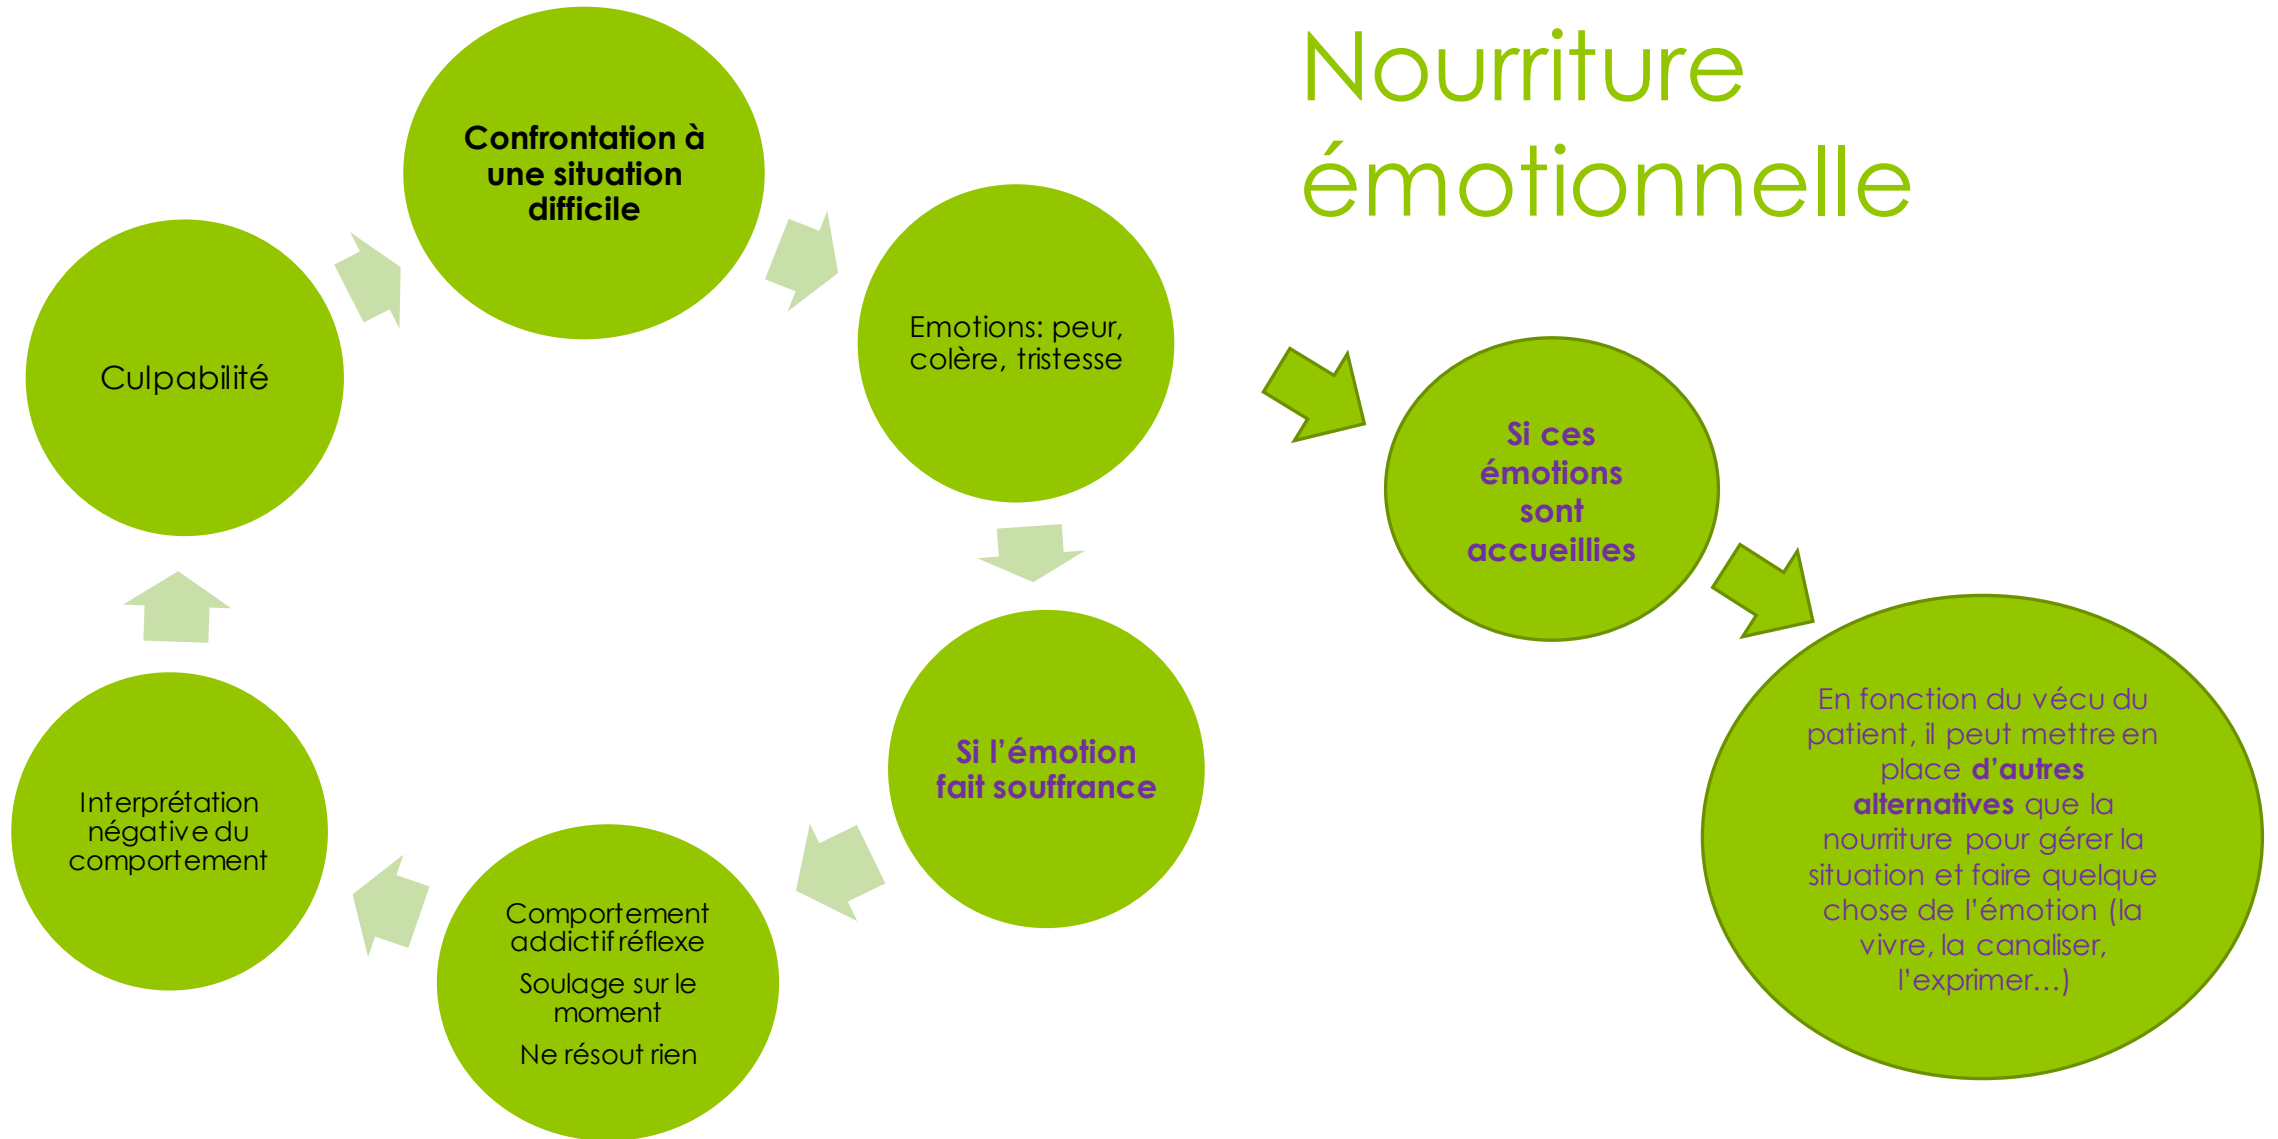 Nourriture
émotionnelle
Confrontation à
une situation
difficile
Emotions: peur,
colère, tristesse
Si l'émotion
fait souffrance
Comportement
addictif réflexe
Soulage sur le
moment
Ne résout rien
Interprétation
négative du
comportement
Culpabilité
Si ces
émotions
sont
accueillies
En fonction du vécu du
patient, il peut mettre en
place d'autres
alternatives que la
nourriture pour gérer la
situation et faire quelque
chose de l'émotion (la
vivre, la canaliser,
l'exprimer…)